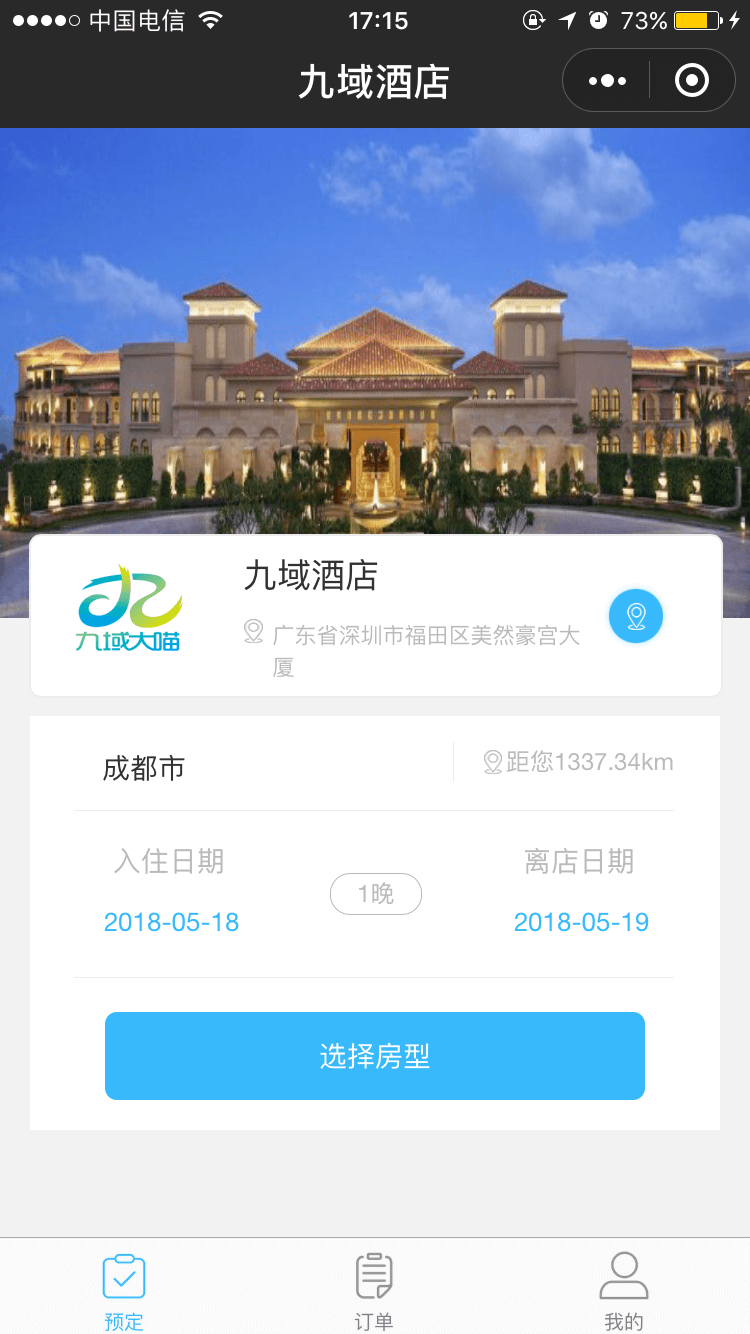 中国电信
17:15
73%
九域酒店
九域大喵
九域酒店
广东省深圳市福田区美然豪宫大
厦
成都市
距您1337.34km
入住日期
离店日期
1晚
2018-05-18
2018-05-19
选择房型
预定
订单
我的